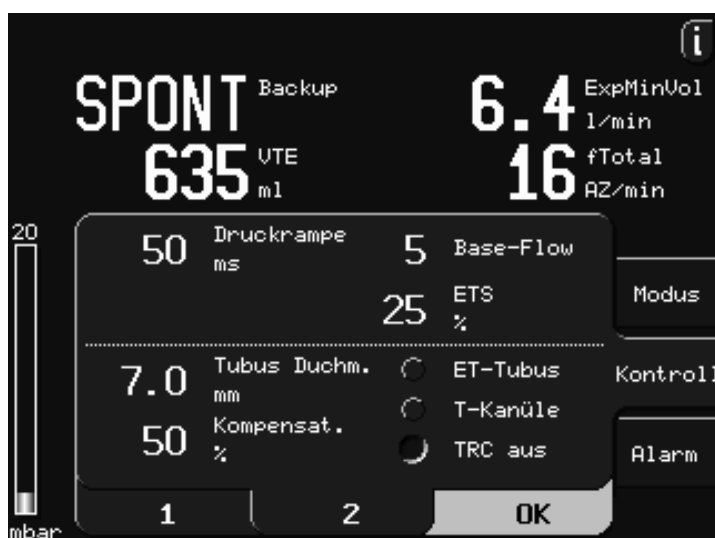 i
SPONT Backup 6.4 ExpMinVol
l/min
635 VTE 16 fTotal
ml AZ/min
20
50 Druckrampe 5 Base-Flow
ms
25 ETS Modus
%
7.0 Tubus Duchm. ET-Tubus Kontroll
mm
T-Kanüle
50 Kompensat.
% TRC aus Alarm
1 2 OK
mbar